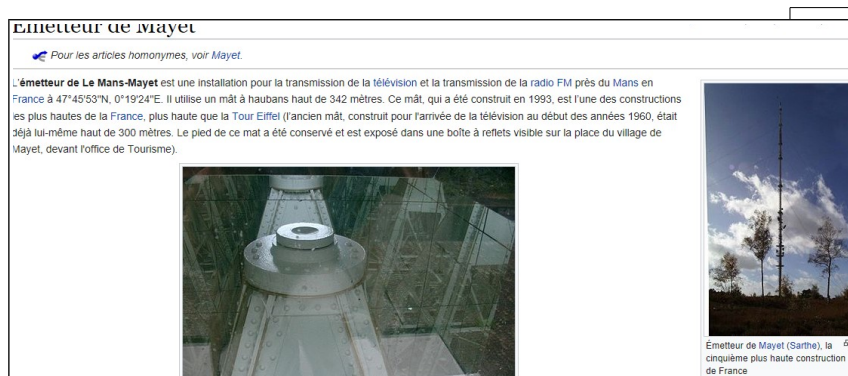 Émetteur de Mayet
Pour les articles homonymes, voir Mayet.
L'émetteur de Le Mans-Mayet est une installation pour la transmission de la télévision et la transmission de la radio FM près du Mans en
France à 47°45'53"N, 0°19'24"E. Il utilise un mât à haubans haut de 342 mètres. Ce mât, qui a été construit en 1993, est l'une des constructions
les plus hautes de la France, plus haute que la Tour Eiffel (l'ancien mât, construit pour l'arrivée de la télévision au début des années 1960, était
déjà lui-même haut de 300 mètres. Le pied de ce mat a été conservé et est exposé dans une boîte à reflets visible sur la place du village de
Mayet, devant l'office de Tourisme).
Émetteur de Mayet (Sarthe), la
cinquième plus haute construction
de France